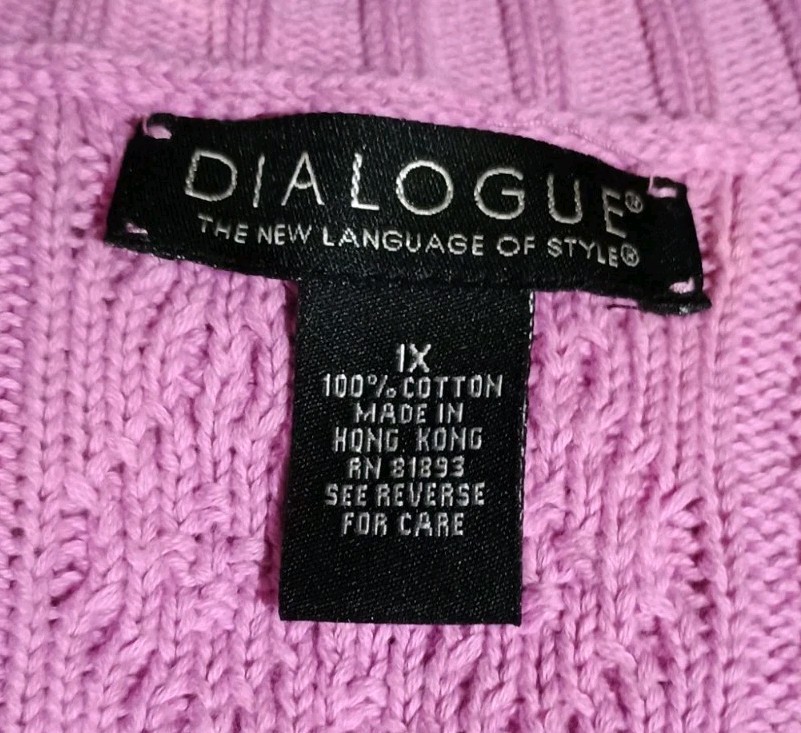 DIALOGUE®
THE NEW LANGUAGE OF STYLE®
1X
100% COTTON
MADE IN
HONG KONG
RN 81893
SEE REVERSE
FOR CARE